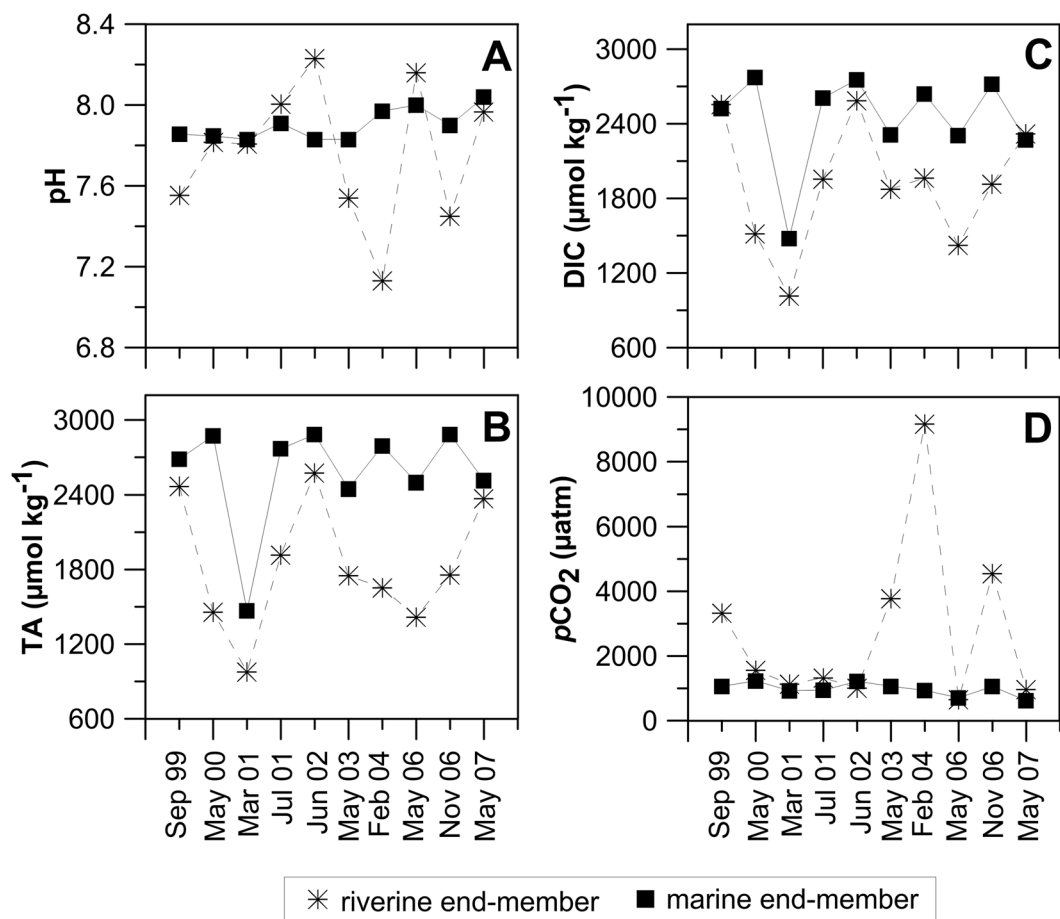 A
pH
8.4
8.0
7.6
7.2
6.8
C
DIC (µmol kg⁻¹)
3000
2400
1800
1200
600
B
TA (µmol kg⁻¹)
3000
2400
1800
1200
600
Sep 99
May 00
Mar 01
Jul 01
Jun 02
May 03
Feb 04
May 06
Nov 06
May 07
D
pCO₂ (µatm)
10000
8000
6000
4000
2000
0
Sep 99
May 00
Mar 01
Jul 01
Jun 02
May 03
Feb 04
May 06
Nov 06
May 07
riverine end-member marine end-member